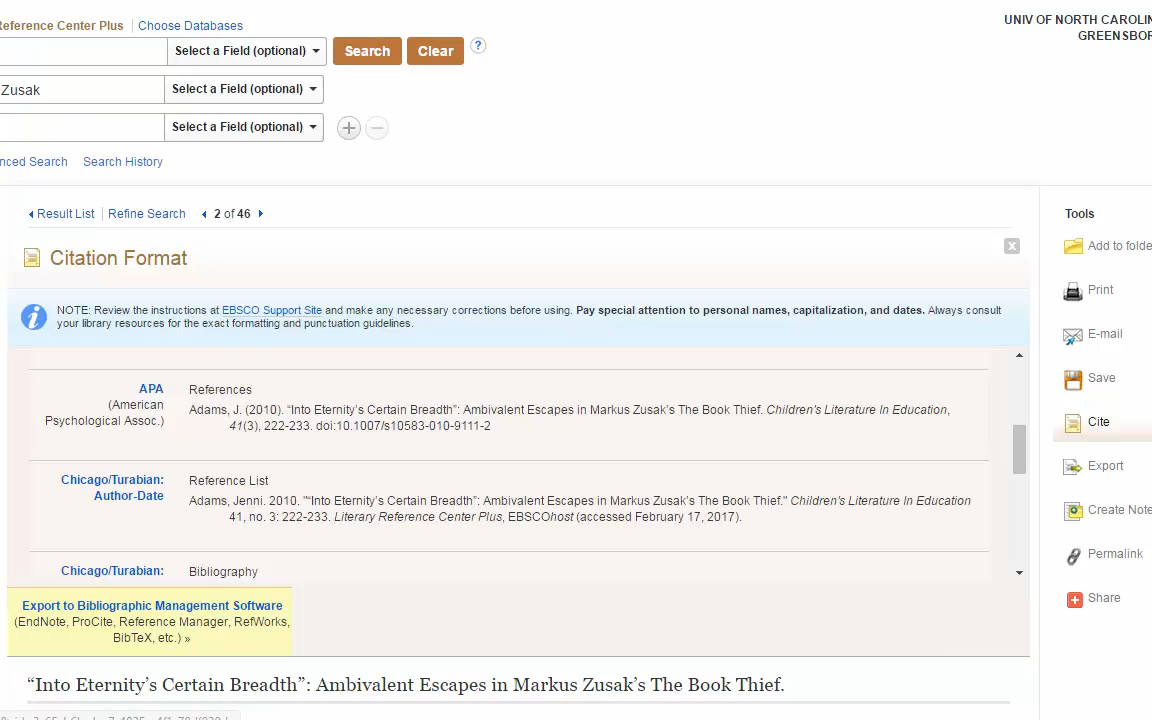 Reference Center Plus | Choose Databases
UNIV OF NORTH CAROLIN
GREENSBOR
Select a Field (optional)
Search
Clear
?
Zusak
Select a Field (optional)
Select a Field (optional)
nced Search
Search History
Result List | Refine Search
2 of 46
Tools
Citation Format
Add to folde
Print
E-mail
Save
Cite
Export
Create Note
Permalink
Share
NOTE: Review the instructions at EBSCO Support Site and make any necessary corrections before using. Pay special attention to personal names, capitalization, and dates. Always consult
your library resources for the exact formatting and punctuation guidelines.
APA
(American
Psychological Assoc.)
References
Adams, J. (2010). “Into Eternity’s Certain Breadth”: Ambivalent Escapes in Markus Zusak’s The Book Thief. Children’s Literature In Education,
41(3), 222-233. doi:10.1007/s10583-010-9111-2
Chicago/Turabian:
Author-Date
Reference List
Adams, Jenni. 2010. "“Into Eternity’s Certain Breadth”: Ambivalent Escapes in Markus Zusak’s The Book Thief." Children’s Literature In Education
41, no. 3: 222-233. Literary Reference Center Plus, EBSCOhost (accessed February 17, 2017).
Chicago/Turabian:
Bibliography
Export to Bibliographic Management Software
(EndNote, ProCite, Reference Manager, RefWorks,
BibTeX, etc.) »
“Into Eternity’s Certain Breadth”: Ambivalent Escapes in Markus Zusak’s The Book Thief.